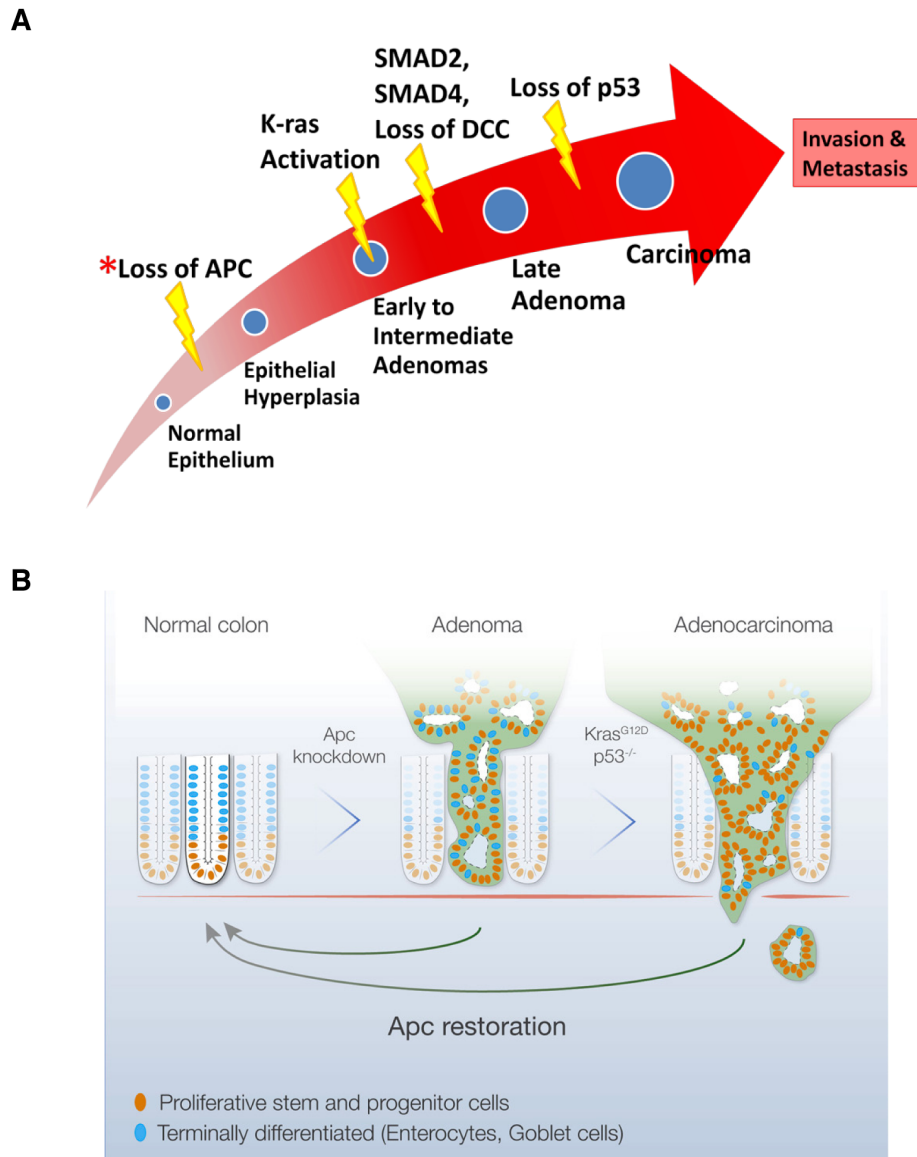 A
SMAD2,
SMAD4,
Loss of DCC
Loss of p53
K-ras
Activation
Invasion &
Metastasis
*Loss of APC
Carcinoma
Late
Adenoma
Early to
Intermediate
Adenomas
Epithelial
Hyperplasia
Normal
Epithelium
B
Normal colon
Adenoma
Adenocarcinoma
Apc
knockdown
KrasG12D
p53-/-
Apc restoration
Proliferative stem and progenitor cells
Terminally differentiated (Enterocytes, Goblet cells)